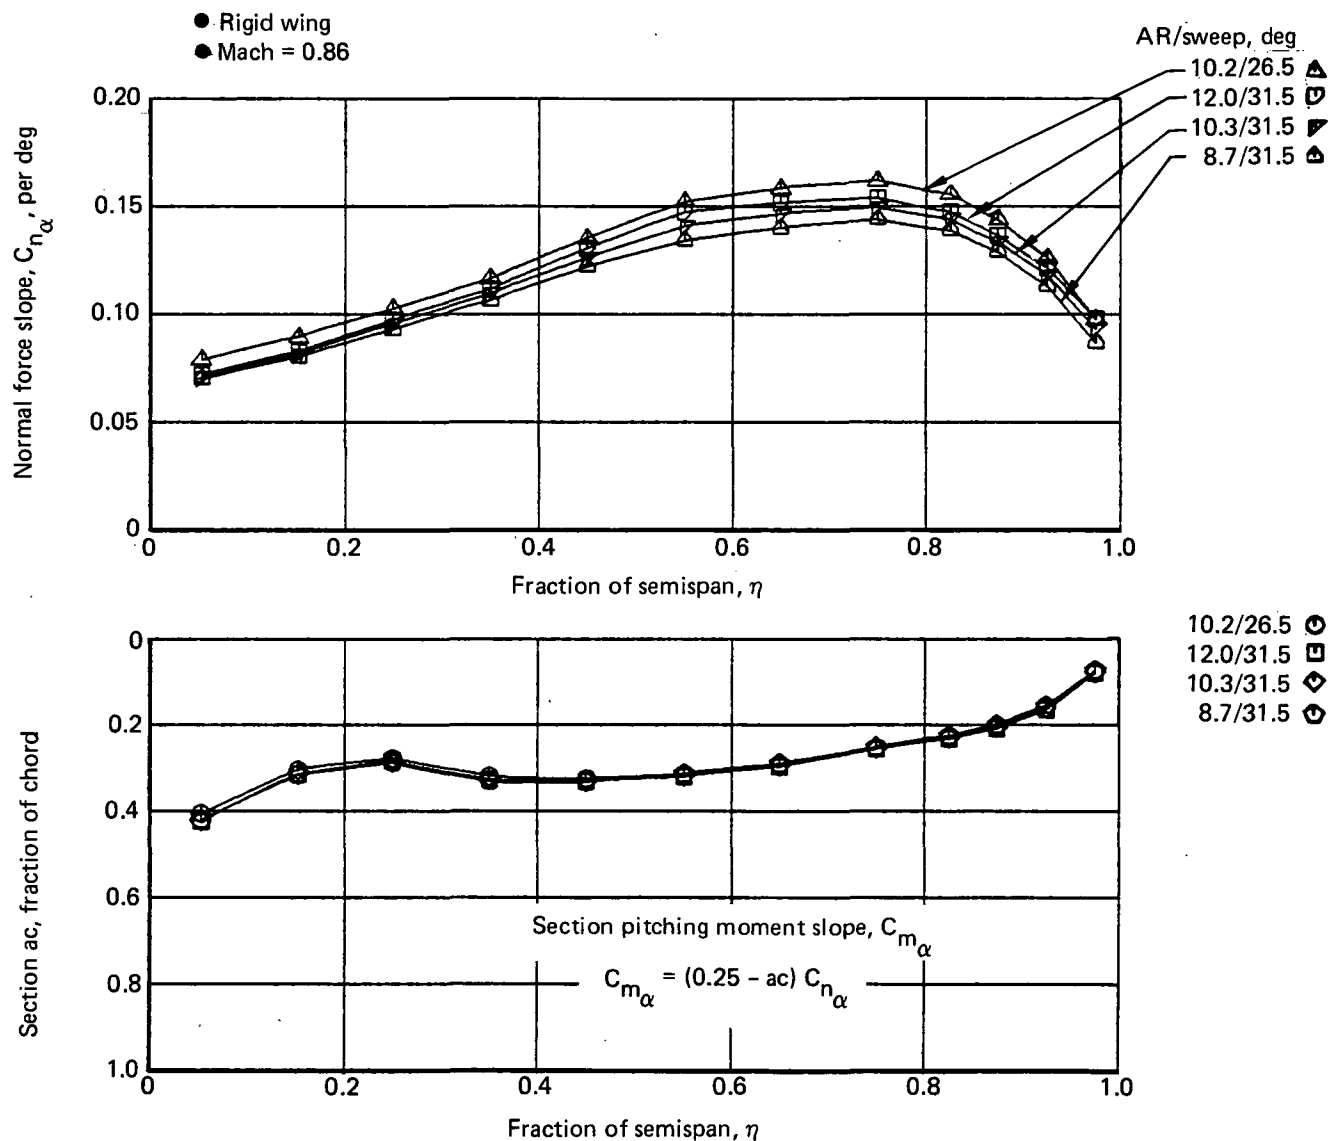 ● Rigid wing
● Mach = 0.86
AR/sweep, deg
10.2/26.5
12.0/31.5
10.3/31.5
8.7/31.5
Normal force slope, Cnα, per deg
0.20
0.15
0.10
0.05
0
0 0.2 0.4 0.6 0.8 1.0
Fraction of semispan, η
10.2/26.5
12.0/31.5
10.3/31.5
8.7/31.5
Section ac, fraction of chord
0
0.2
0.4
0.6
0.8
1.0
Section pitching moment slope, Cmα
Cmα = (0.25 – ac) Cnα
0 0.2 0.4 0.6 0.8 1.0
Fraction of semispan, η